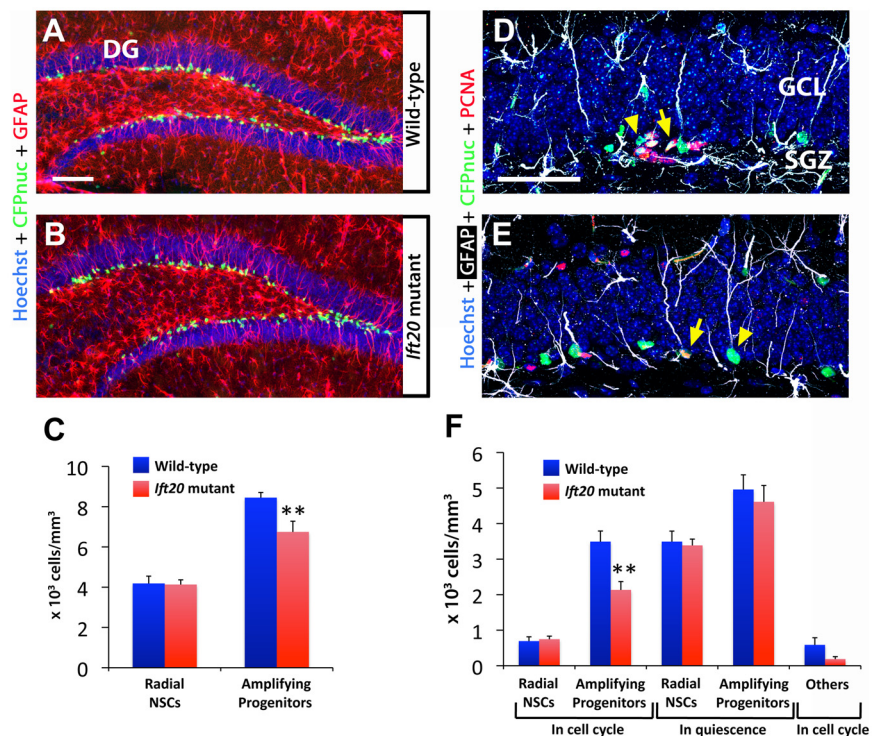 A
DG
Wild-type
B
Ift20 mutant
Hoechst + CFPnuc + GFAP
D
GCL
SGZ
E
Hoechst + GFAP + CFPnuc + PCNA
C
Wild-type
Ift20 mutant
**
x 10³ cells/mm³
10
8
6
4
2
0
Radial
NSCs
Amplifying
Progenitors
F
Wild-type
Ift20 mutant
**
x 10³ cells/mm³
6
5
4
3
2
1
0
Radial
NSCs
Amplifying
Progenitors
Radial
NSCs
Amplifying
Progenitors
Others
In cell cycle
In quiescence
In cell cycle